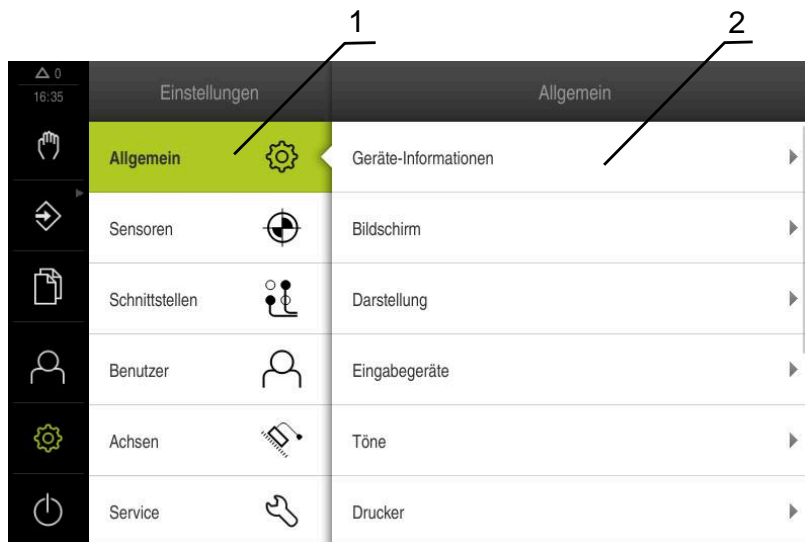 1
2
0
16:35
Einstellungen
Allgemein
Allgemein
Sensoren
Schnittstellen
Benutzer
Achsen
Service
Geräte-Informationen
Bildschirm
Darstellung
Eingabegeräte
Töne
Drucker